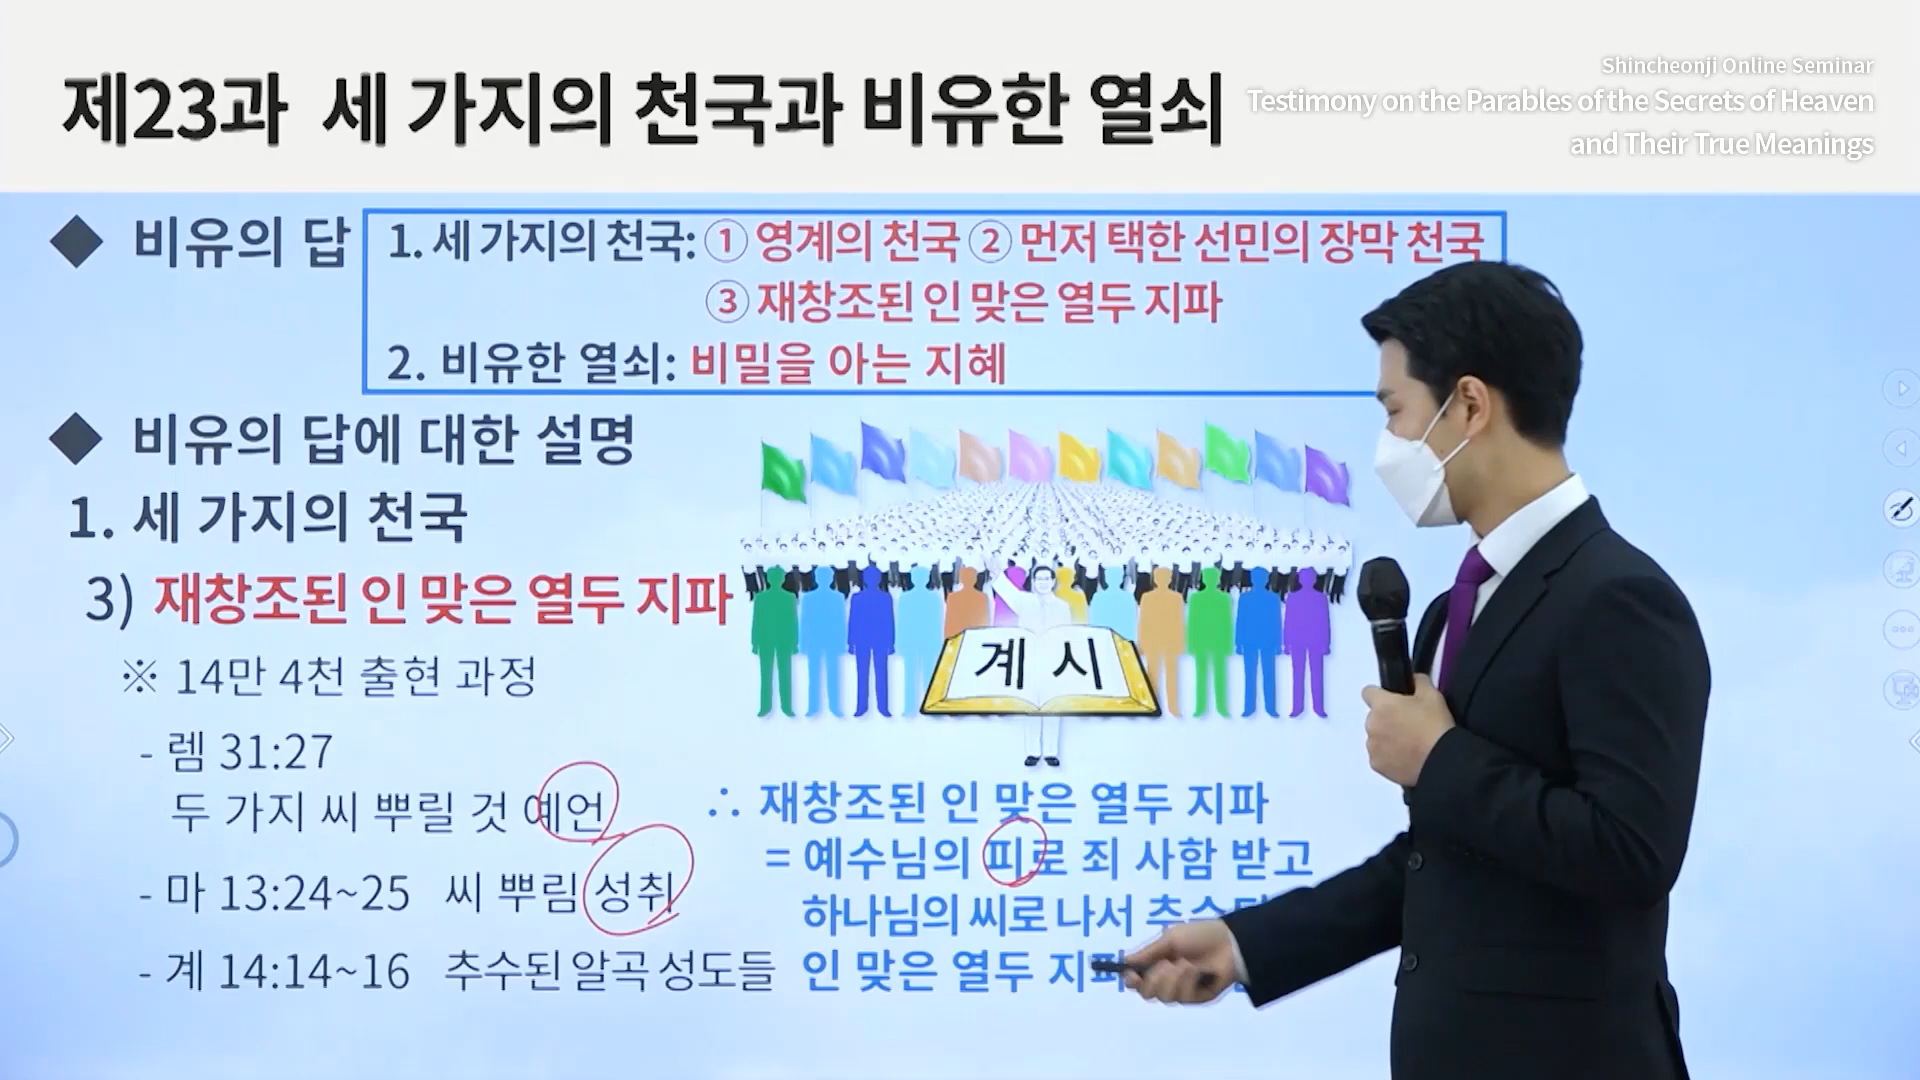 제23과 세 가지의 천국과 비유한 열쇠
Shincheonji Online Seminar
Testimony on the Parables of the Secrets of Heaven
and Their True Meanings
◆ 비유의 답
1. 세 가지의 천국: ① 영계의 천국 ② 먼저 택한 선민의 장막 천국
③ 재창조된 인 맞은 열두 지파
2. 비유한 열쇠: 비밀을 아는 지혜
◆ 비유의 답에 대한 설명
1. 세 가지의 천국
3) 재창조된 인 맞은 열두 지파
※ 14만 4천 출현 과정
- 렘 31:27
두 가지 씨 뿌릴 것 예언
- 마 13:24~25 씨 뿌림 성취
- 계 14:14~16 추수된 알곡 성도들
계 시
∴ 재창조된 인 맞은 열두 지파
= 예수님의 피로 죄 사함 받고
하나님의 씨로 나서
인 맞은 열두 지파